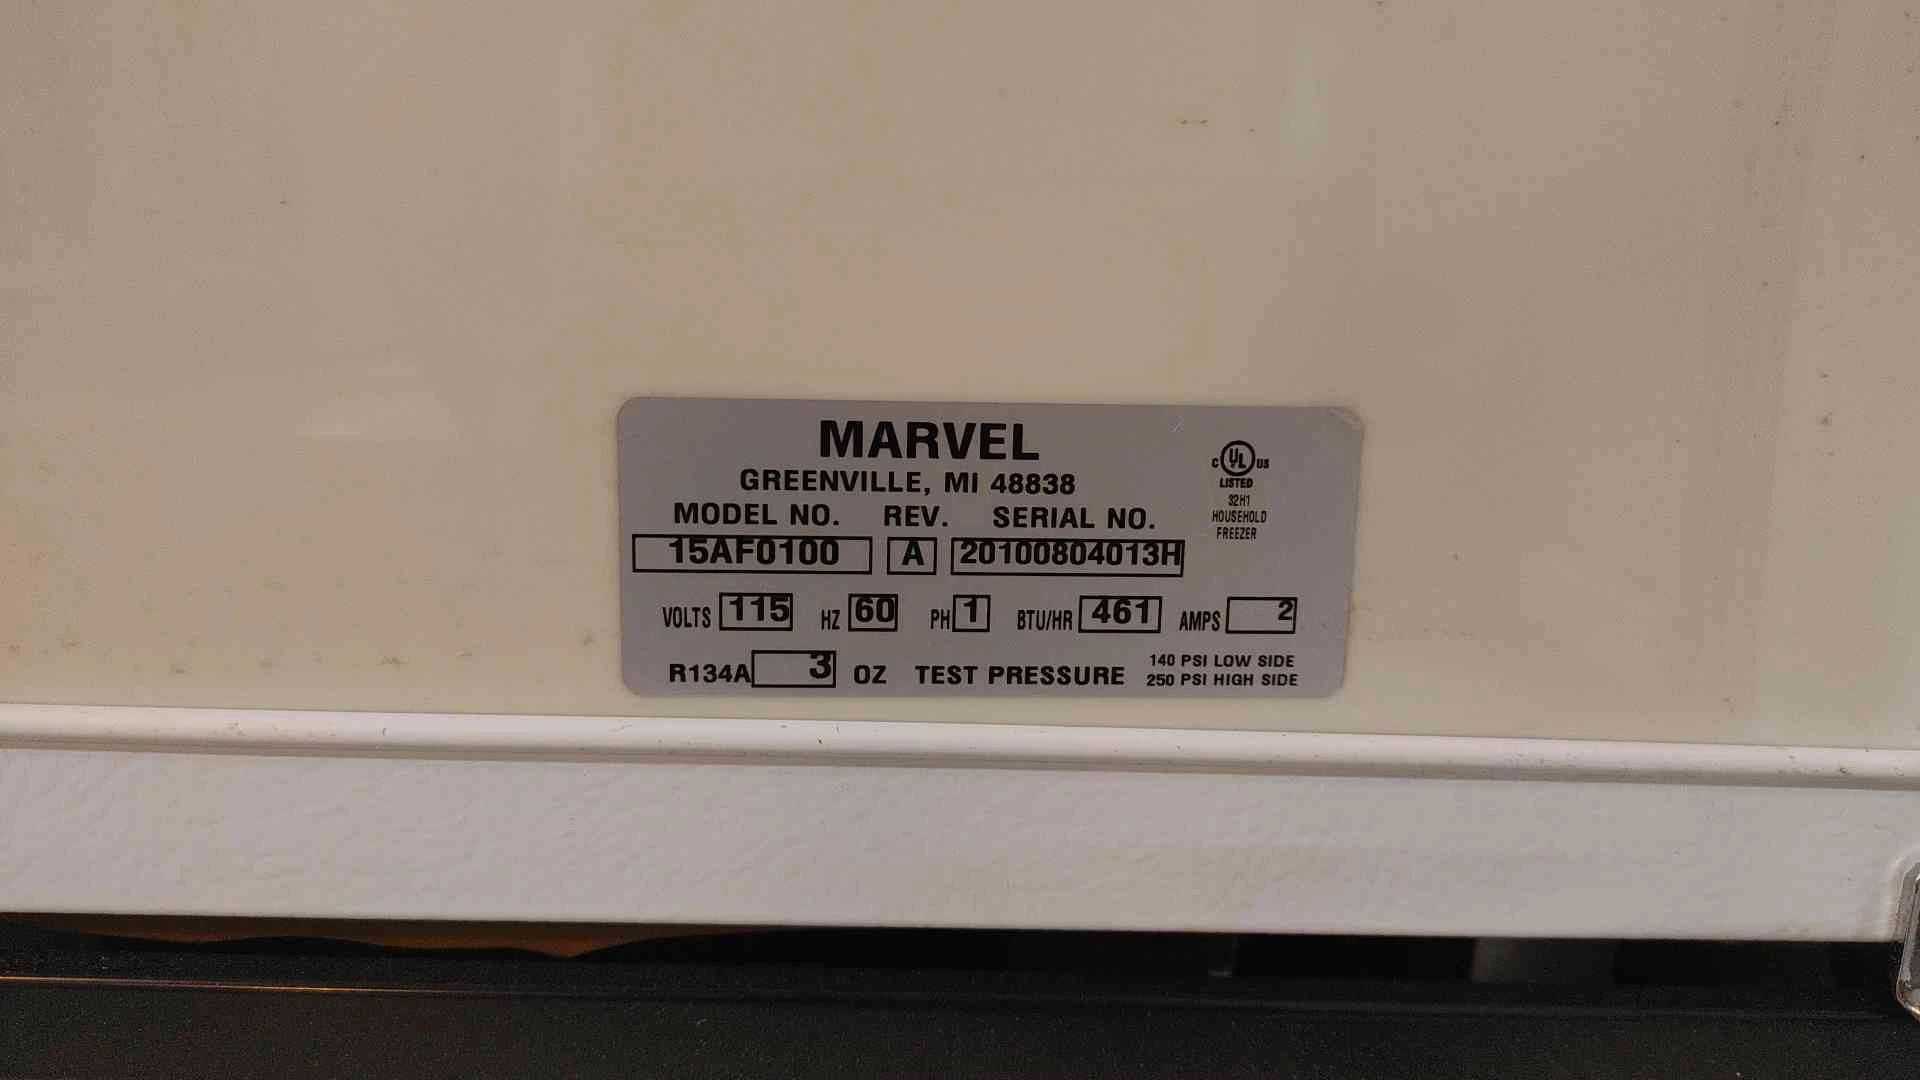 MARVEL
GREENVILLE, MI 48838
C UL US
LISTED
32H1
HOUSEHOLD
FREEZER
MODEL NO. REV. SERIAL NO.
15AF0100 A 20100804013H
VOLTS 115 HZ 60 PH 1 BTU/HR 461 AMPS 2
R134A 3 OZ TEST PRESSURE 140 PSI LOW SIDE
250 PSI HIGH SIDE